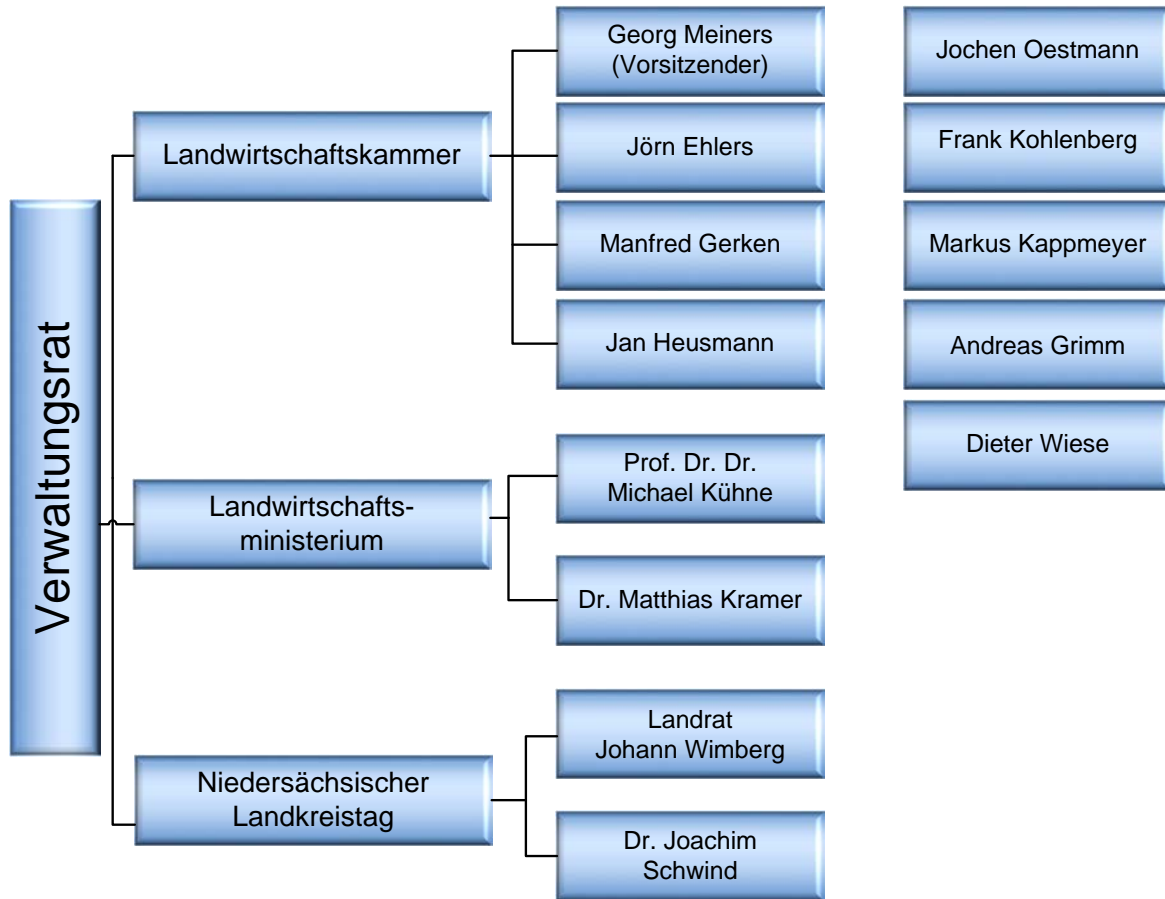 Verwaltungsrat
Landwirtschaftskammer
Georg Meiners
(Vorsitzender)
Jörn Ehlers
Manfred Gerken
Jan Heusmann
Jochen Oestmann
Frank Kohlenberg
Markus Kappmeyer
Andreas Grimm
Dieter Wiese
Landwirtschafts-
ministerium
Prof. Dr. Dr.
Michael Kühne
Dr. Matthias Kramer
Niedersächsischer
Landkreistag
Landrat
Johann Wimberg
Dr. Joachim
Schwind